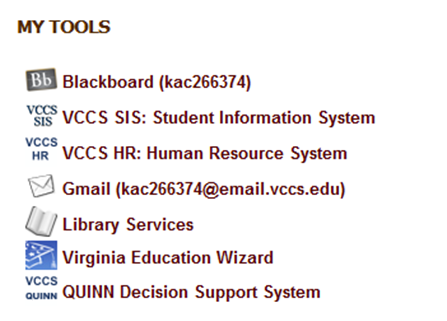 MY TOOLS
Bb Blackboard (kac266374)
VCCS SIS VCCS SIS: Student Information System
VCCS HR VCCS HR: Human Resource System
Gmail (kac266374@email.vccs.edu)
Library Services
Virginia Education Wizard
VCCS QUINN QUINN Decision Support System